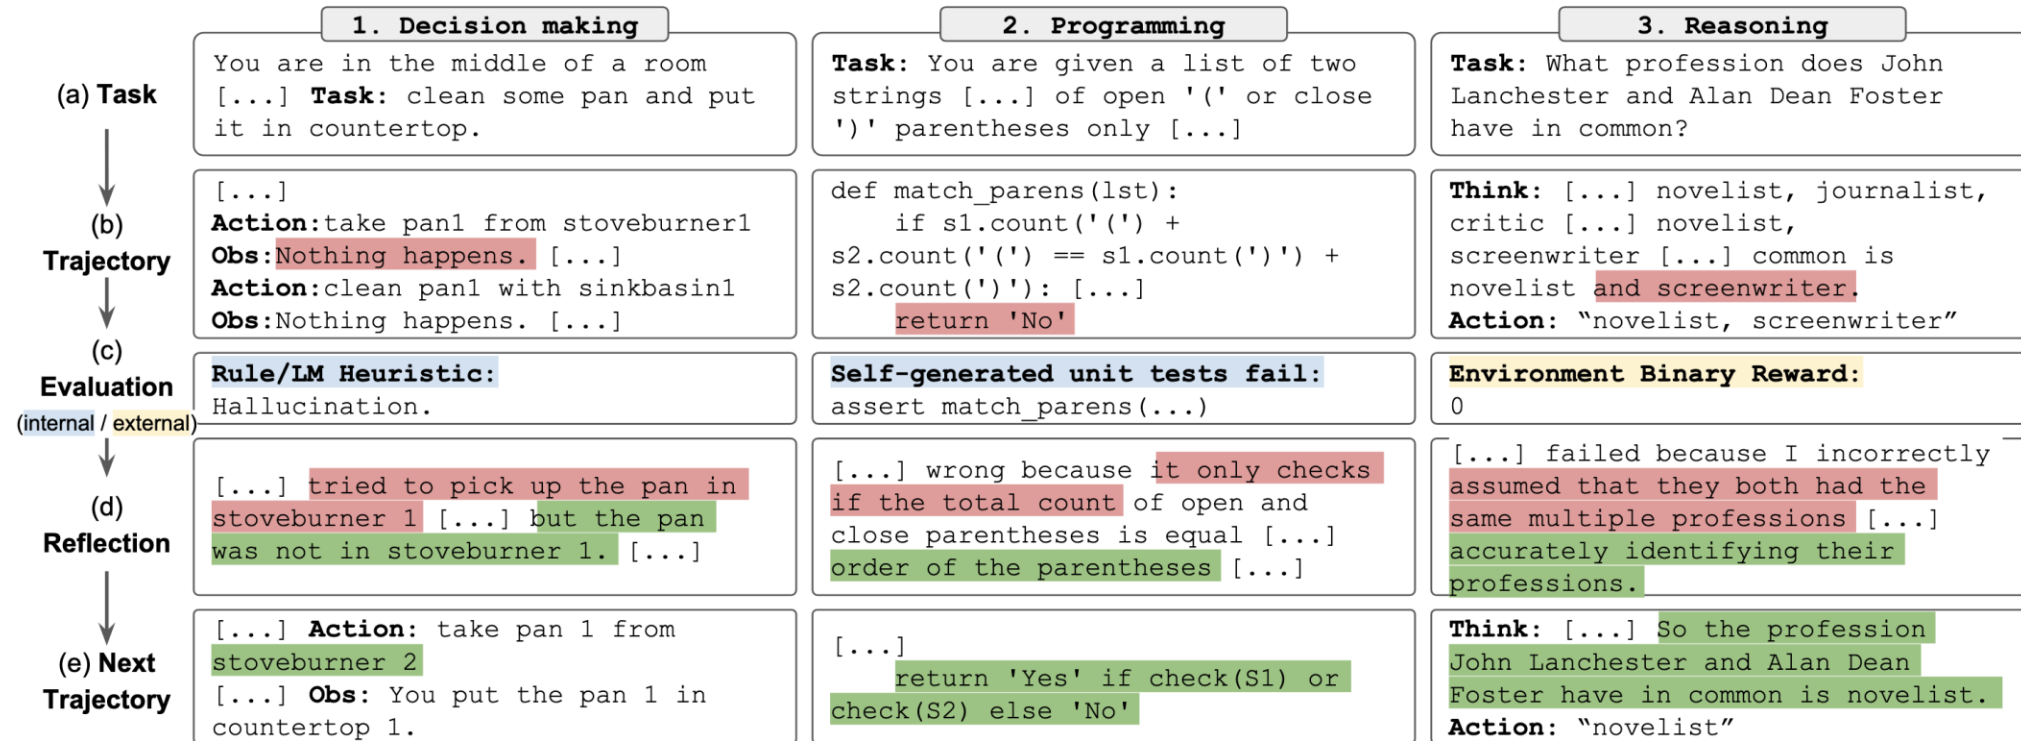 1. Decision making
2. Programming
3. Reasoning
(a) Task
You are in the middle of a room
[...] Task: clean some pan and put
it in countertop.
Task: You are given a list of two
strings [...] of open '(' or close
')' parentheses only [...]
Task: What profession does John
Lanchester and Alan Dean Foster
have in common?
(b)
Trajectory
[...]
Action:take pan1 from stoveburner1
Obs:Nothing happens. [...]
Action:clean pan1 with sinkbasin1
Obs:Nothing happens. [...]
def match_parens(lst):
if s1.count('(') +
s2.count('(') == s1.count(')') +
s2.count(')'): [...]
return 'No'
Think: [...] novelist, journalist,
critic [...] novelist,
screenwriter [...] common is
novelist and screenwriter.
Action: “novelist, screenwriter”
(c)
Evaluation
(internal / external)
Rule/LM Heuristic:
Hallucination.
Self-generated unit tests fail:
assert match_parens(...)
Environment Binary Reward:
0
(d)
Reflection
[...] tried to pick up the pan in
stoveburner 1 [...] but the pan
was not in stoveburner 1. [...]
[...] wrong because it only checks
if the total count of open and
close parentheses is equal [...]
order of the parentheses [...]
[...] failed because I incorrectly
assumed that they both had the
same multiple professions [...]
accurately identifying their
professions.
(e) Next
Trajectory
[...] Action: take pan 1 from
stoveburner 2
[...] Obs: You put the pan 1 in
countertop 1.
[...]
return 'Yes' if check(S1) or
check(S2) else 'No'
Think: [...] So the profession
John Lanchester and Alan Dean
Foster have in common is novelist.
Action: “novelist”